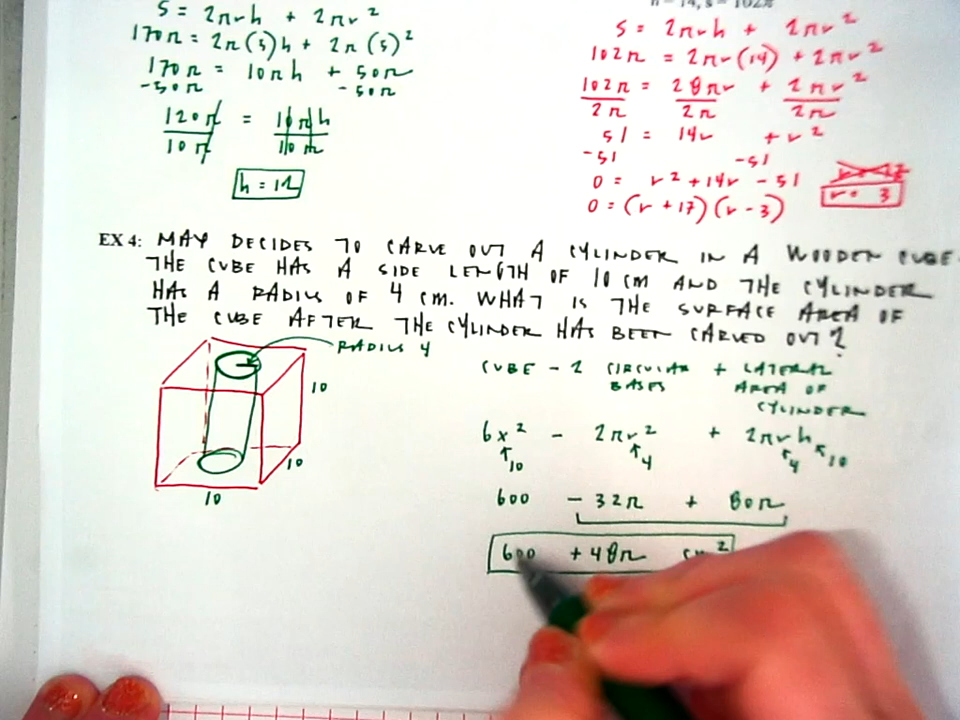 S = 2πrh + 2πr²
170π = 2π(5)h + 2π(5)²
170π = 10πh + 50π
-50π -50π
120π = 10πh
10π 10π
h = 12
S = 2πrh + 2πr²
102π = 2πr(14) + 2πr²
102π = 28πr + 2πr²
2π 2π 2π
51 = 14r + r²
-51 -51
0 = r² + 14r - 51
0 = (r + 17)(r - 3)
r = 3
EX 4: MAY DECIDES TO CARVE OUT A CYLINDER IN A WOODEN CUBE.
THE CUBE HAS A SIDE LENGTH OF 10 CM AND THE CYLINDER
HAS A RADIUS OF 4 CM. WHAT IS THE SURFACE AREA OF
THE CUBE AFTER THE CYLINDER HAS BEEN CARVED OUT?
RADIUS 4
10
10
10
CUBE - 2 CIRCULAR + LATERAL
BASES AREA OF
CYLINDER
6x² - 2πr² + 2πrh
10 4 4 10
600 - 32π + 80π
600 + 48π